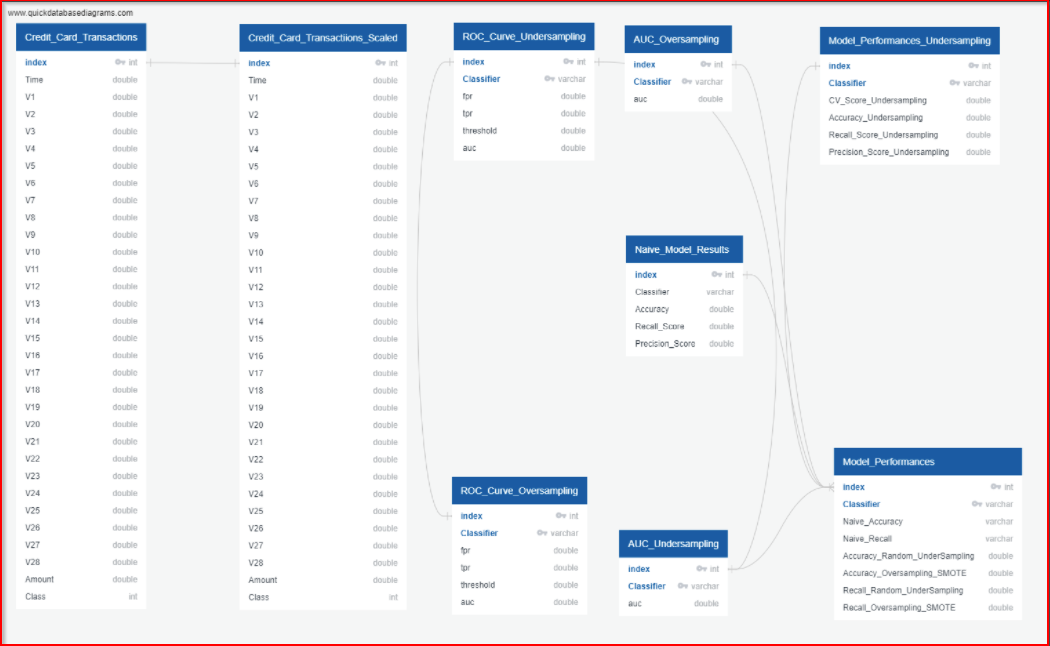 www.quickdatabasediagrams.com
Credit_Card_Transactions
index int
Time double
V1 double
V2 double
V3 double
V4 double
V5 double
V6 double
V7 double
V8 double
V9 double
V10 double
V11 double
V12 double
V13 double
V14 double
V15 double
V16 double
V17 double
V18 double
V19 double
V20 double
V21 double
V22 double
V23 double
V24 double
V25 double
V26 double
V27 double
V28 double
Amount double
Class int
Credit_Card_Transactiions_Scaled
index int
Time double
V1 double
V2 double
V3 double
V4 double
V5 double
V6 double
V7 double
V8 double
V9 double
V10 double
V11 double
V12 double
V13 double
V14 double
V15 double
V16 double
V17 double
V18 double
V19 double
V20 double
V21 double
V22 double
V23 double
V24 double
V25 double
V26 double
V27 double
V28 double
Amount double
Class int
ROC_Curve_Undersampling
index int
Classifier varchar
fpr double
tpr double
threshold double
auc double
ROC_Curve_Oversampling
index int
Classifier varchar
fpr double
tpr double
threshold double
auc double
AUC_Oversampling
index int
Classifier varchar
auc double
Naive_Model_Results
index int
Classifier varchar
Accuracy double
Recall_Score double
Precision_Score double
AUC_Undersampling
index int
Classifier varchar
auc double
Model_Performances_Undersampling
index int
Classifier varchar
CV_Score_Undersampling double
Accuracy_Undersampling double
Recall_Score_Undersampling double
Precision_Score_Undersampling double
Model_Performances
index int
Classifier varchar
Naive_Accuracy varchar
Naive_Recall varchar
Accuracy_Random_UnderSampling double
Accuracy_Oversampling_SMOTE double
Recall_Random_UnderSampling double
Recall_Oversampling_SMOTE double